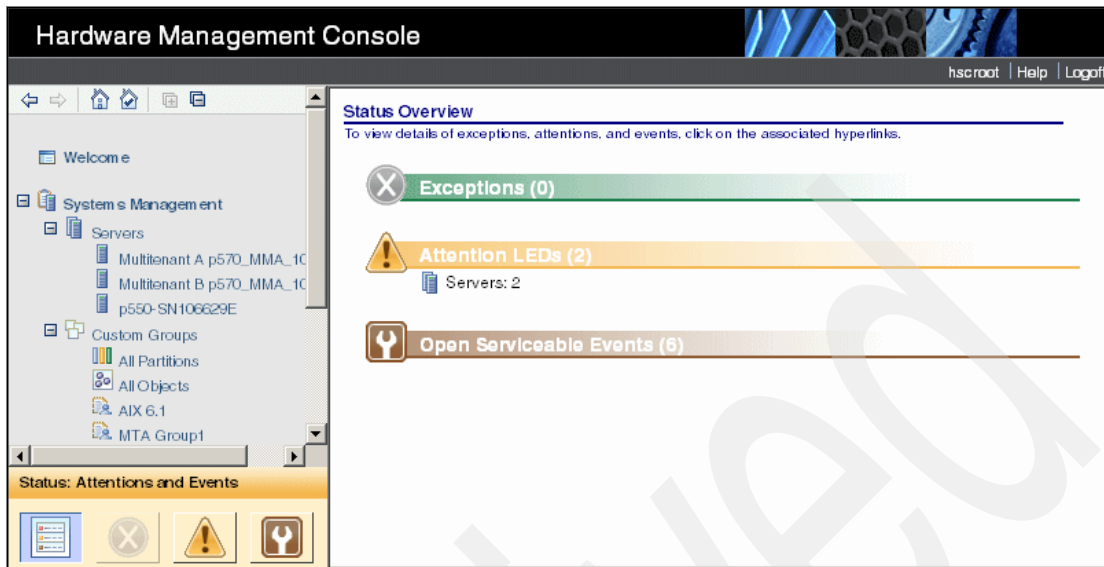 Hardware Management Console
hscroot | Help | Logoff
Status Overview
To view details of exceptions, attentions, and events, click on the associated hyperlinks.
Welcome
Exceptions (0)
Systems Management
Servers
Attention LEDs (2)
Multitenant A p570_MMA_10
Servers: 2
Multitenant B p570_MMA_10
p550-SN106629E
Custom Groups
Open Serviceable Events (6)
All Partitions
All Objects
AIX 6.1
MTA Group1
Status: Attentions and Events